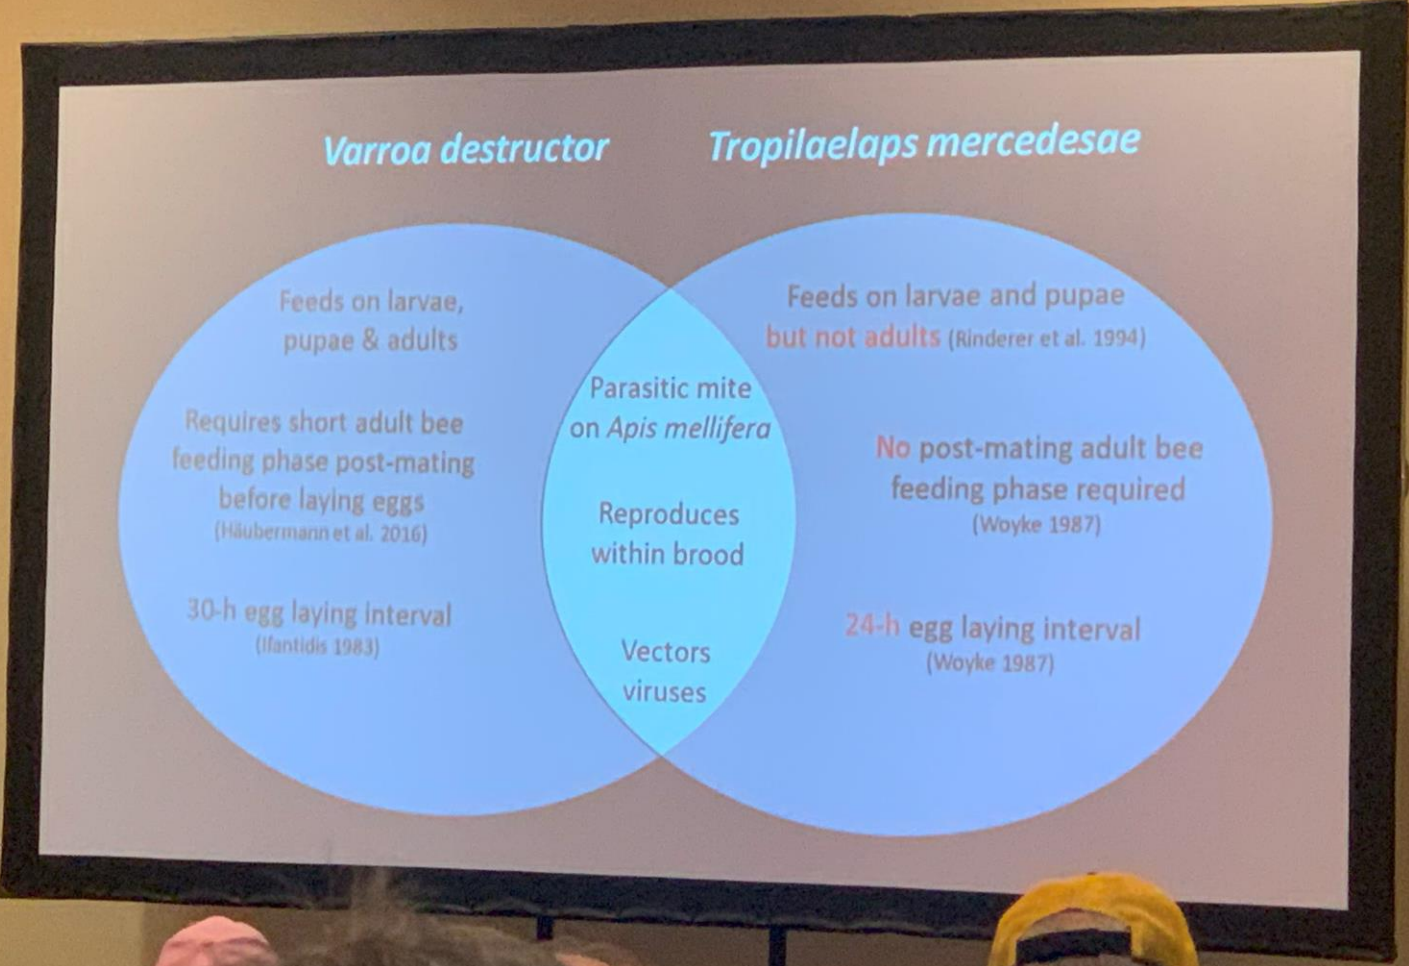 Varroa destructor
Tropilaelaps mercedesae
Feeds on larvae,
pupae & adults
Requires short adult bee
feeding phase post-mating
before laying eggs
(Häubermann et al. 2016)
30-h egg laying interval
(Ifantidis 1983)
Parasitic mite
on Apis mellifera
Reproduces
within brood
Vectors
viruses
Feeds on larvae and pupae
but not adults (Rinderer et al. 1994)
No post-mating adult bee
feeding phase required
(Woyke 1987)
24-h egg laying interval
(Woyke 1987)